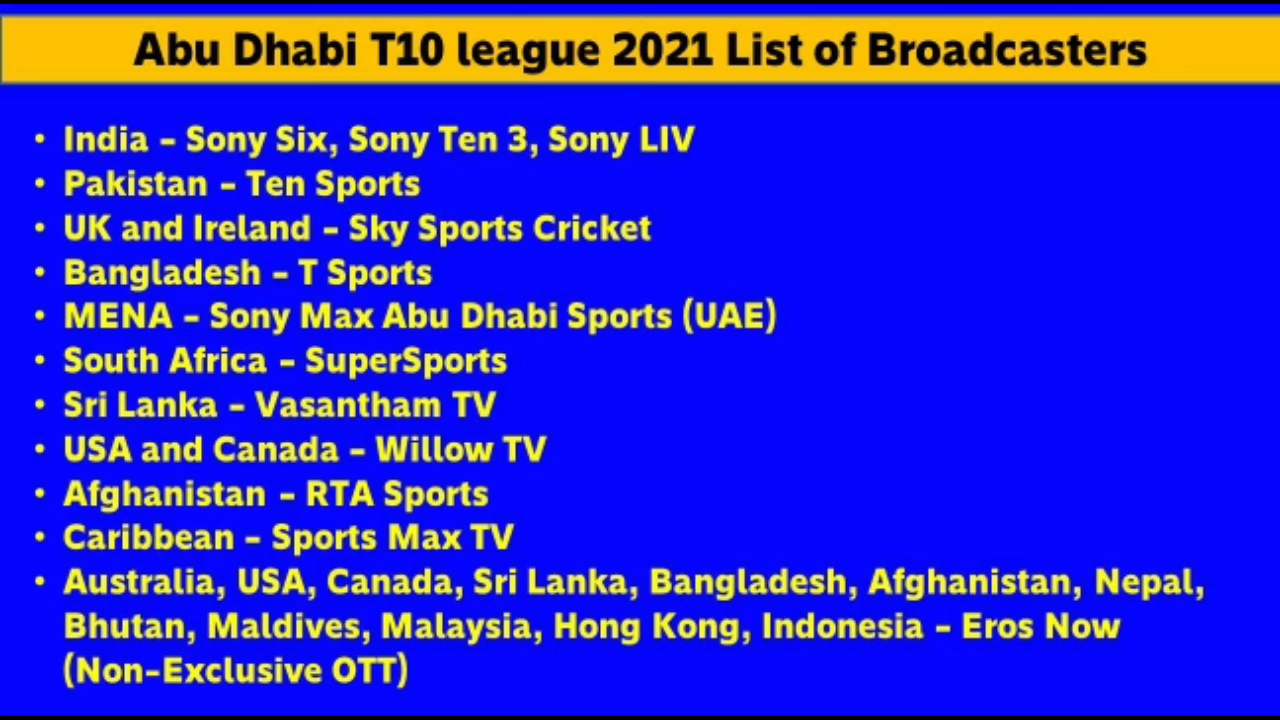 Abu Dhabi T10 league 2021 List of Broadcasters
• India – Sony Six, Sony Ten 3, Sony LIV
• Pakistan – Ten Sports
• UK and Ireland – Sky Sports Cricket
• Bangladesh – T Sports
• MENA – Sony Max Abu Dhabi Sports (UAE)
• South Africa – SuperSports
• Sri Lanka – Vasantham TV
• USA and Canada – Willow TV
• Afghanistan – RTA Sports
• Caribbean – Sports Max TV
• Australia, USA, Canada, Sri Lanka, Bangladesh, Afghanistan, Nepal,
Bhutan, Maldives, Malaysia, Hong Kong, Indonesia – Eros Now
(Non-Exclusive OTT)